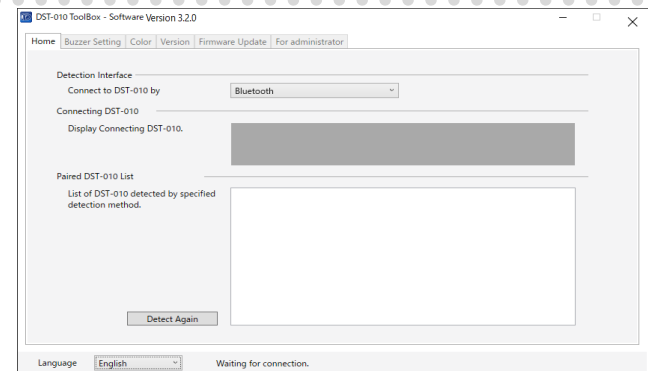 DST-010 ToolBox - Software Version 3.2.0
Home Buzzer Setting Color Version Firmware Update For administrator
Detection Interface
Connect to DST-010 by Bluetooth
Connecting DST-010
Display Connecting DST-010.
Paired DST-010 List
List of DST-010 detected by specified
detection method.
Detect Again
Language English Waiting for connection.